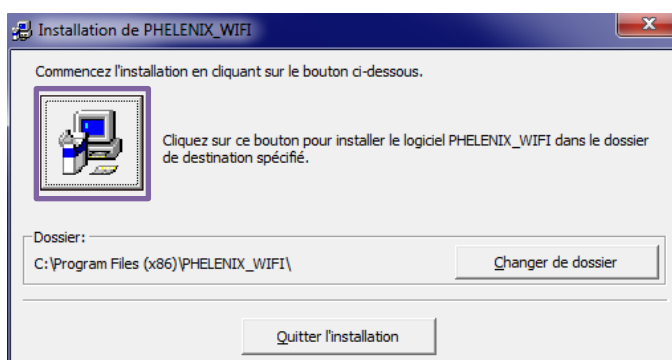 Installation de PHELENIX_WIFI
X
Commencez l'installation en cliquant sur le bouton ci-dessous.
Cliquez sur ce bouton pour installer le logiciel PHELENIX_WIFI dans le dossier
de destination spécifié.
Dossier:
C:\Program Files (x86)\PHELENIX_WIFI\
Changer de dossier
Quitter l'installation